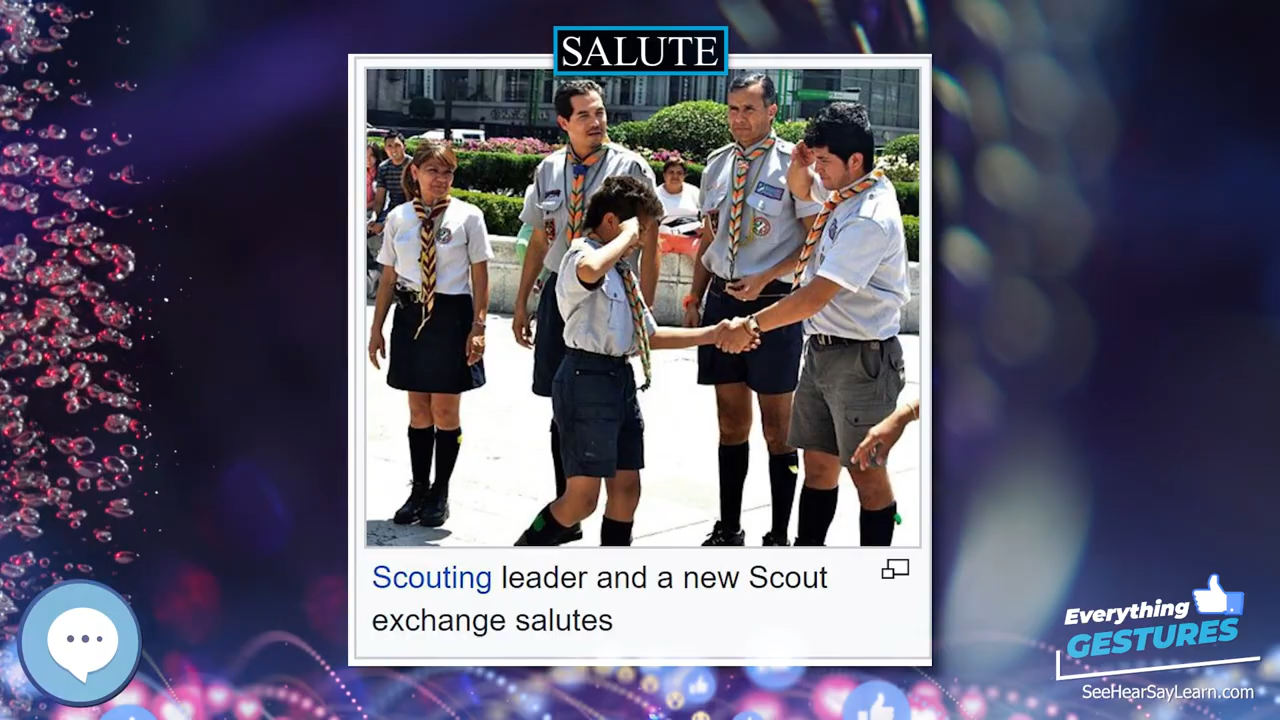 SALUTE
Scouting leader and a new Scout
exchange salutes
Everything
GESTURES
SeeHearSayLearn.com